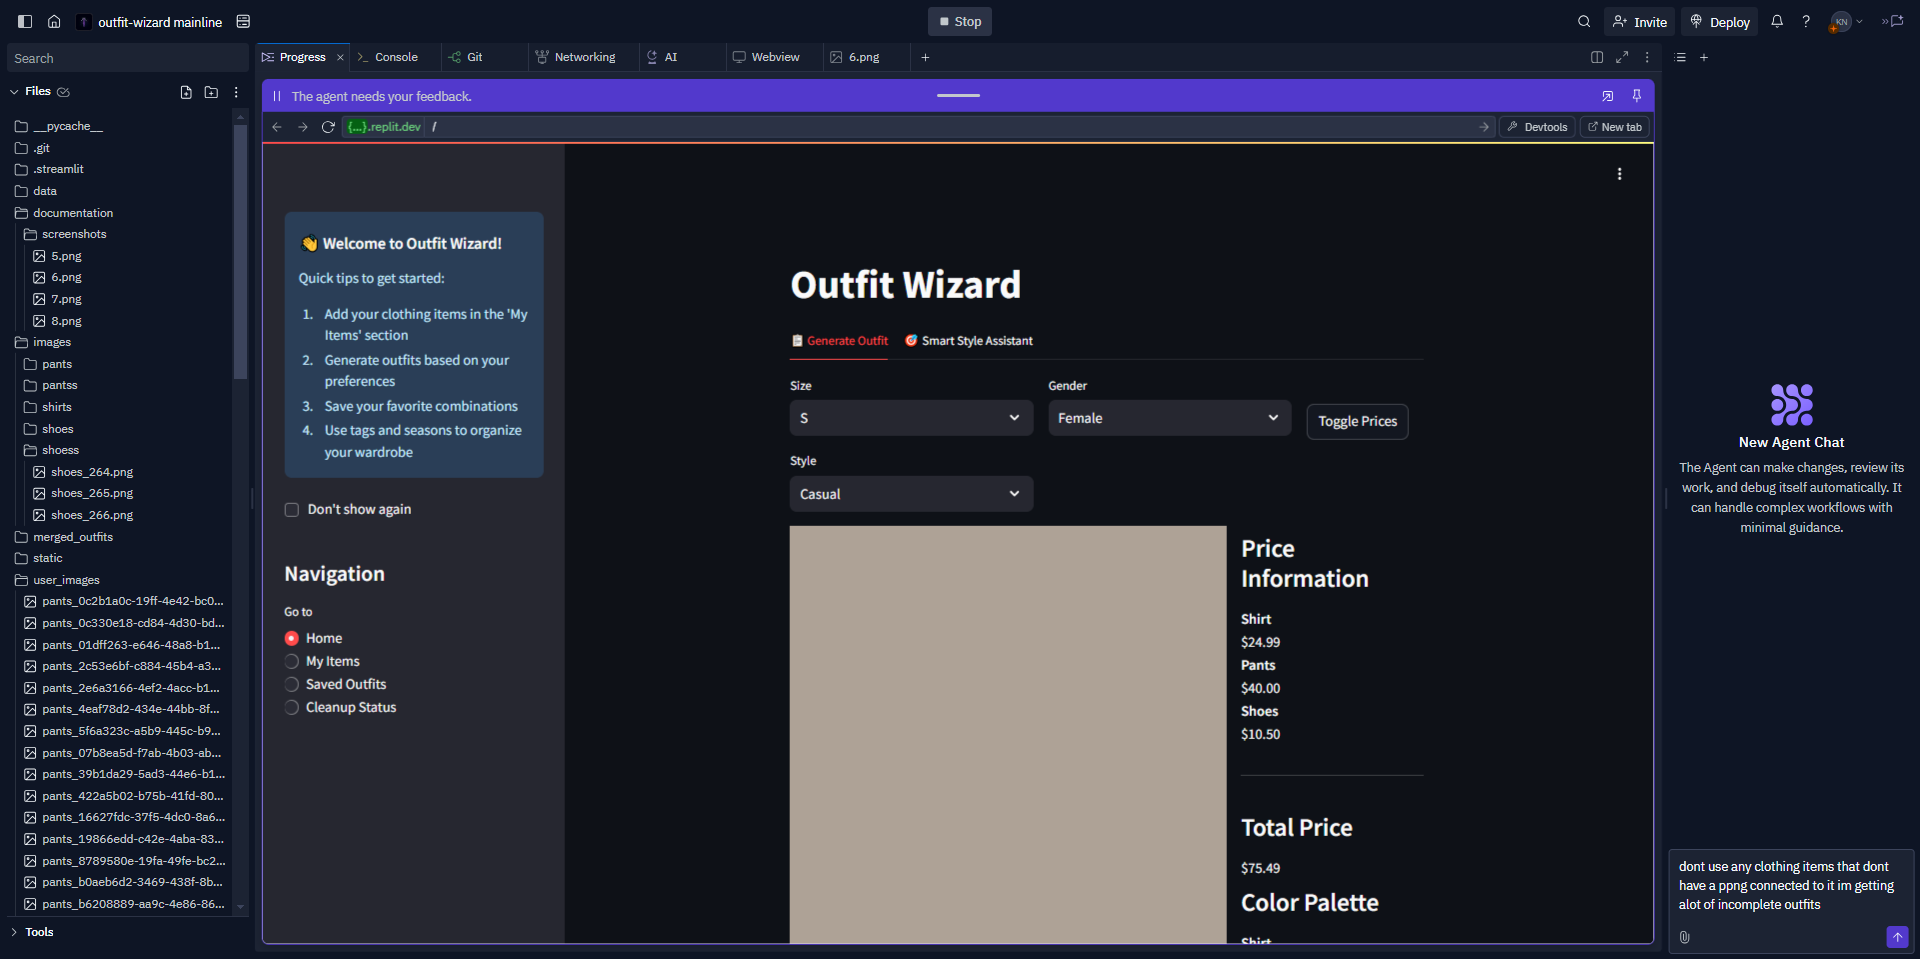 outfit-wizard mainline
Stop
Invite
Deploy
KN
Search
Progress
Console
Git
Networking
AI
Webview
6.png
Files
__pycache__
.git
.streamlit
data
documentation
screenshots
5.png
6.png
7.png
8.png
images
pants
pantss
shirts
shoes
shoess
shoes_264.png
shoes_265.png
shoes_266.png
merged_outfits
static
user_images
pants_0c2b1a0c-19ff-4e42-bc0...
pants_0c330e18-cd84-4d30-bd...
pants_01dff263-e646-48a8-b1...
pants_2c53e6bf-c884-45b4-a3...
pants_2e6a3166-4ef2-4acc-b1...
pants_4eaf78d2-434e-44bb-8f...
pants_5f6a323c-a5b9-445c-b9...
pants_07b8ea5d-f7ab-4b03-ab...
pants_39b1da29-5ad3-44e6-b1...
pants_422a5b02-b75b-41fd-80...
pants_16627fdc-37f5-4dc0-8a6...
pants_19866edd-c42e-4aba-83...
pants_8789580e-19fa-49fe-bc2...
pants_b0aeb6d2-3469-438f-8b...
pants_b6208889-aa9c-4e86-86...
Tools
The agent needs your feedback.
{...}.replit.dev /
Devtools
New tab
👋 Welcome to Outfit Wizard!
Quick tips to get started:
1. Add your clothing items in the 'My
Items' section
2. Generate outfits based on your
preferences
3. Save your favorite combinations
4. Use tags and seasons to organize
your wardrobe
Don't show again
Navigation
Go to
Home
My Items
Saved Outfits
Cleanup Status
Outfit Wizard
📋 Generate Outfit
🎯 Smart Style Assistant
Size
S
Gender
Female
Toggle Prices
Style
Casual
Price
Information
Shirt
$24.99
Pants
$40.00
Shoes
$10.50
Total Price
$75.49
Color Palette
Shirt
New Agent Chat
The Agent can make changes, review its
work, and debug itself automatically. It
can handle complex workflows with
minimal guidance.
dont use any clothing items that dont
have a ppng connected to it im getting
alot of incomplete outfits